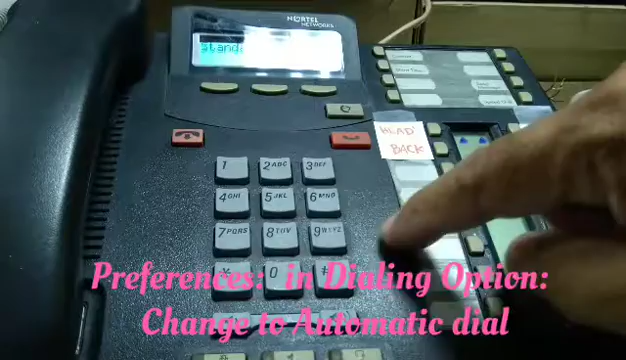 NORTEL
NETWORKS
Stand
HEAD
BACK
1 2ABC 3DEF
4GHI 5JKL 6MNO
7PQRS 8TUV 9WXYZ
* 0 #
Preferences: in Dialing Option:
Change to Automatic dial